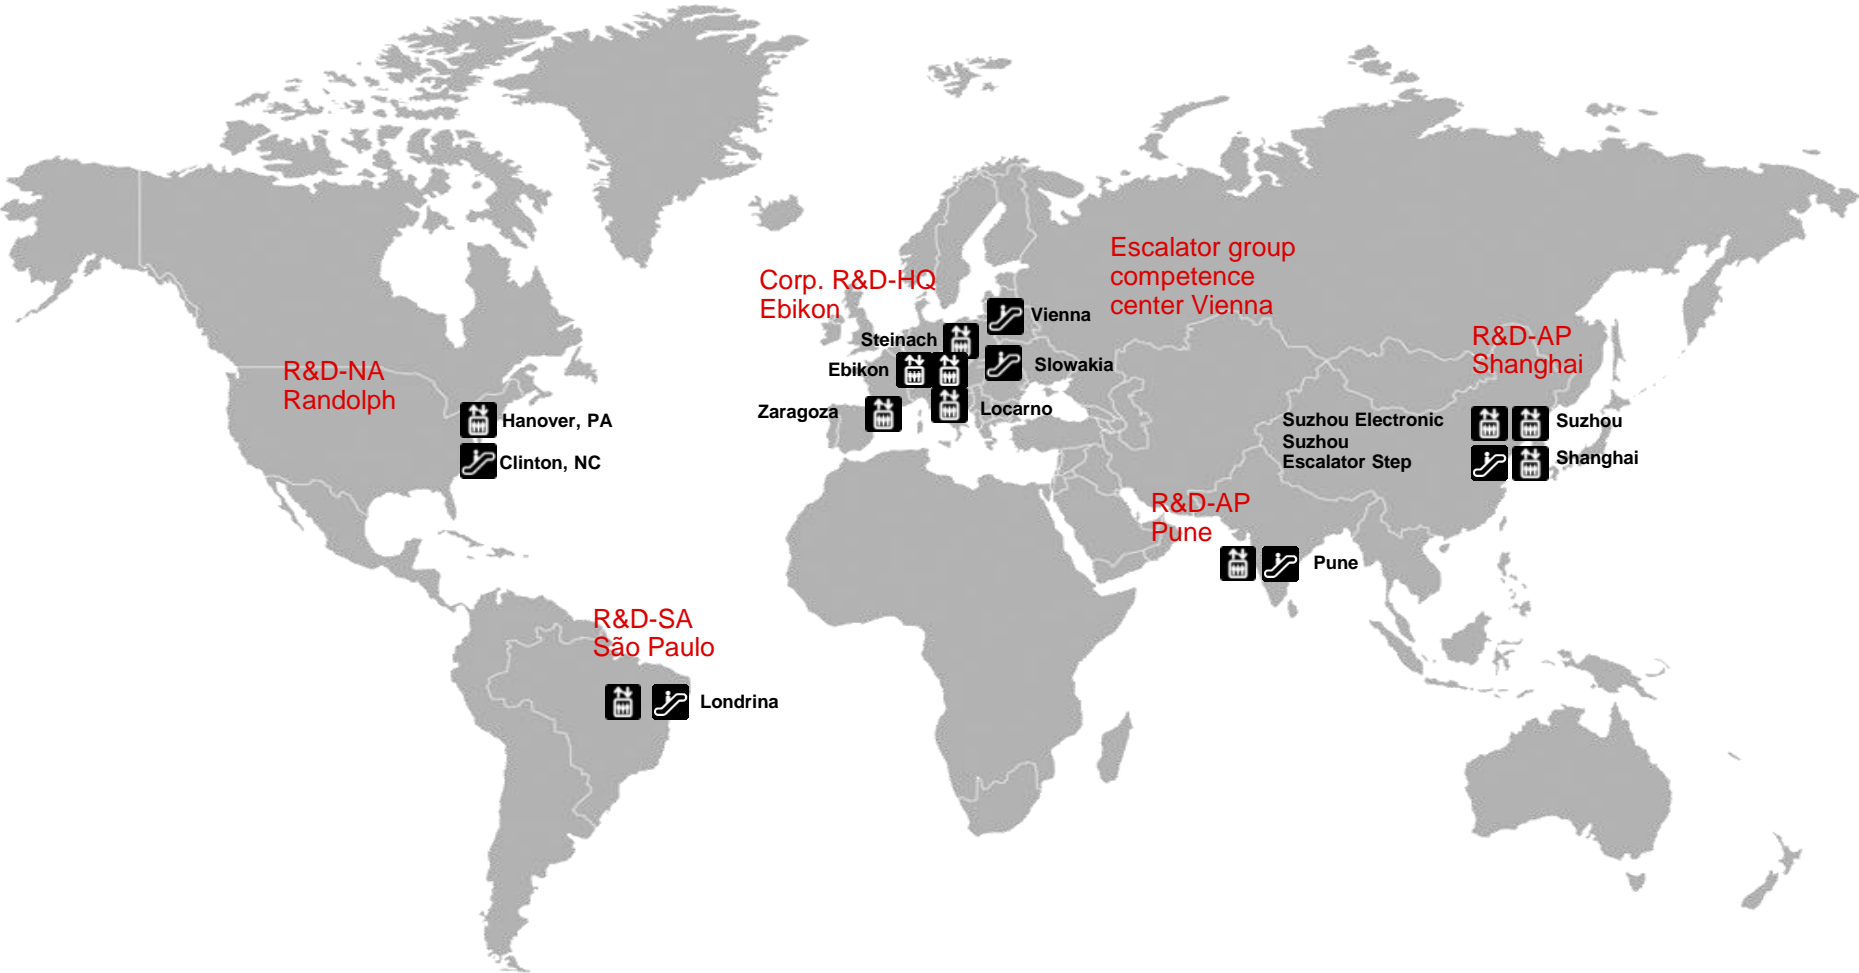 Escalator group
competence
center Vienna
Corp. R&D-HQ
Ebikon
Vienna
Steinach
Slowakia
Ebikon
Zaragoza
Locarno
R&D-NA
Randolph
Hanover, PA
Clinton, NC
R&D-AP
Shanghai
Suzhou Electronic
Suzhou
Escalator Step
Suzhou
Shanghai
R&D-AP
Pune
Pune
R&D-SA
São Paulo
Londrina